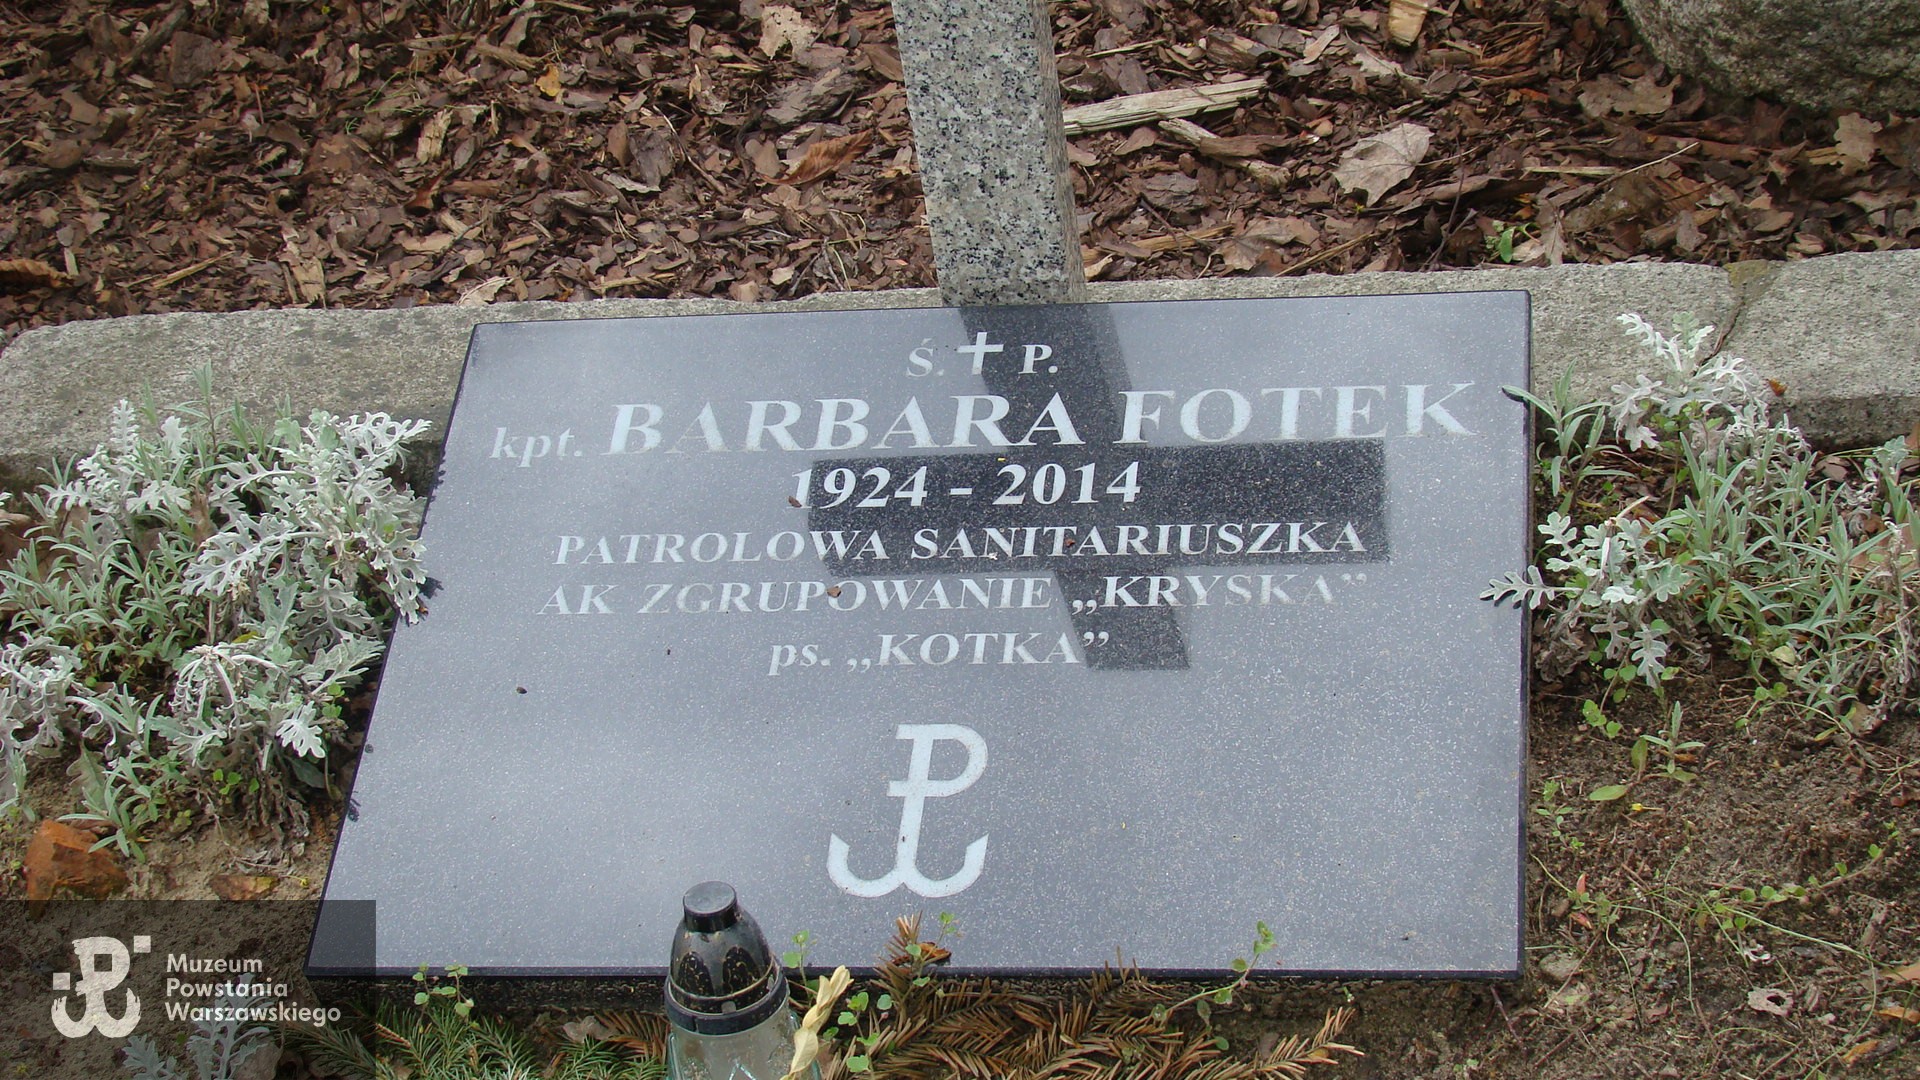 Ś. P.
kpt. BARBARA FOTEK
1924 - 2014
PATROLOWA SANITARIUSZKA
AK ZGRUPOWANIE „KRYSKA”
ps. „KOTKA”
Muzeum
Powstania
Warszawskiego